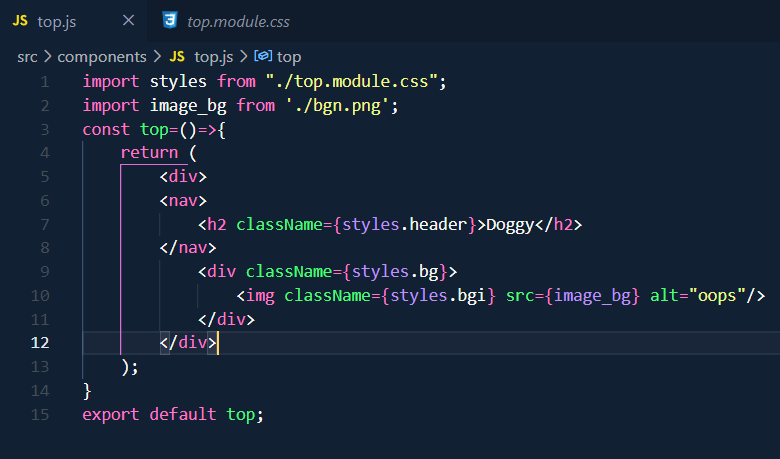 JS top.js × top.module.css
src > components > JS top.js > top
1 import styles from "./top.module.css";
2 import image_bg from './bgn.png';
3 const top=()=>{
4     return (
5         <div>
6         <nav>
7             <h2 className={styles.header}>Doggy</h2>
8         </nav>
9             <div className={styles.bg}>
10                 <img className={styles.bgi} src={image_bg} alt="oops"/>
11             </div>
12         </div>
13     );
14 }
15 export default top;